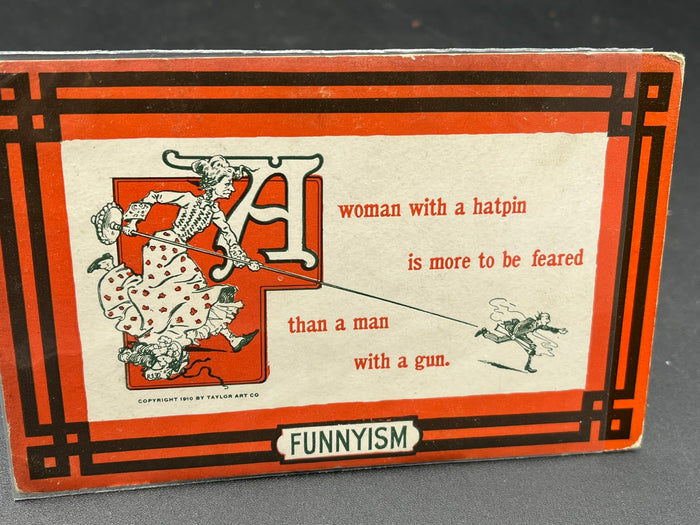 A woman with a hatpin
is more to be feared
than a man
with a gun.
COPYRIGHT 1910 BY TAYLOR ART CO
FUNNYISM